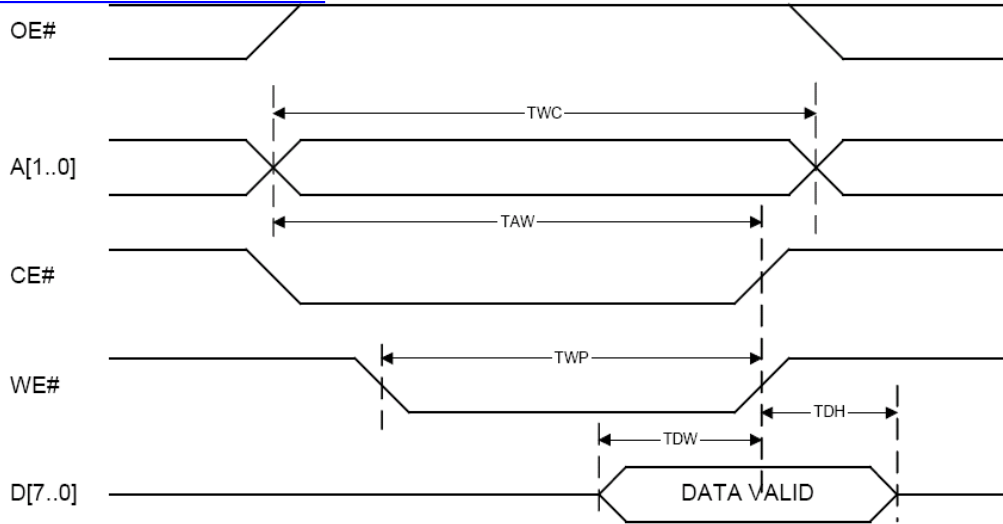 OE#
TWC
A[1..0]
TAW
CE#
TWP
WE#
TDH
TDW
D[7..0]
DATA VALID